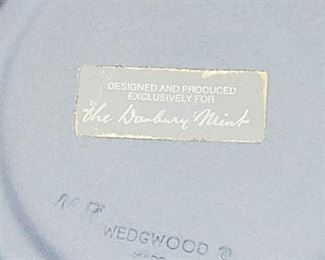 DESIGNED AND PRODUCED
EXCLUSIVELY FOR
the Danbury Mint
WEDGWOOD ®